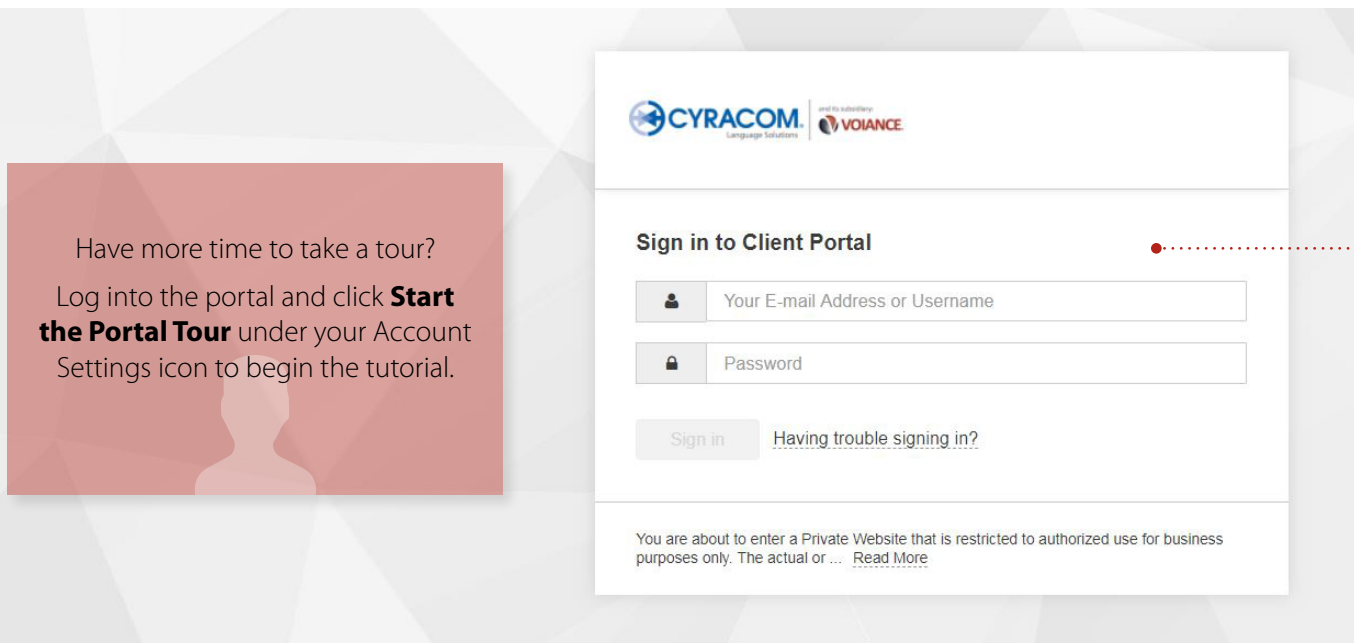 Have more time to take a tour?
Log into the portal and click Start
the Portal Tour under your Account
Settings icon to begin the tutorial.
CYRACOM.
Language Solutions
and its subsidiary:
VOIANCE
Sign in to Client Portal
Your E-mail Address or Username
Password
Sign in Having trouble signing in?
You are about to enter a Private Website that is restricted to authorized use for business
purposes only. The actual or ... Read More